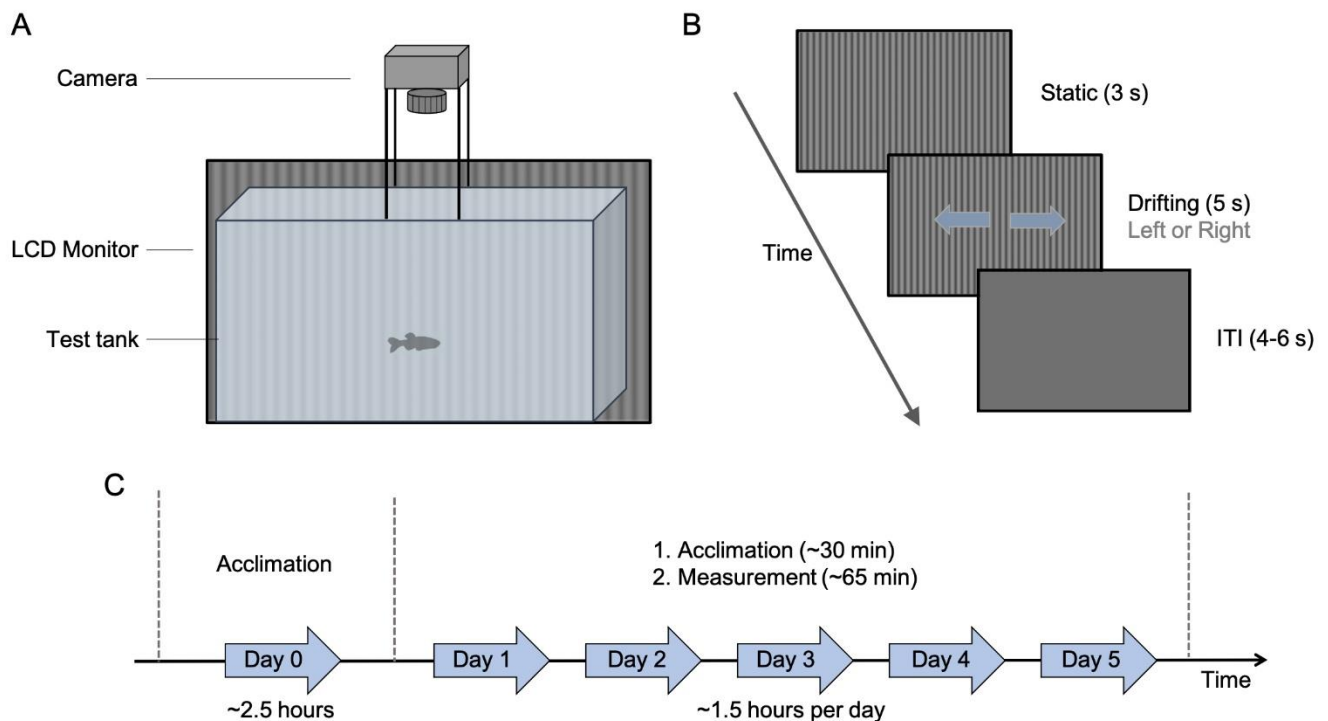 A
Camera
LCD Monitor
Test tank
B
Static (3 s)
Drifting (5 s)
Left or Right
Time
ITI (4-6 s)
C
Acclimation
1. Acclimation (~30 min)
2. Measurement (~65 min)
Day 0
Day 1
Day 2
Day 3
Day 4
Day 5
Time
~2.5 hours
~1.5 hours per day